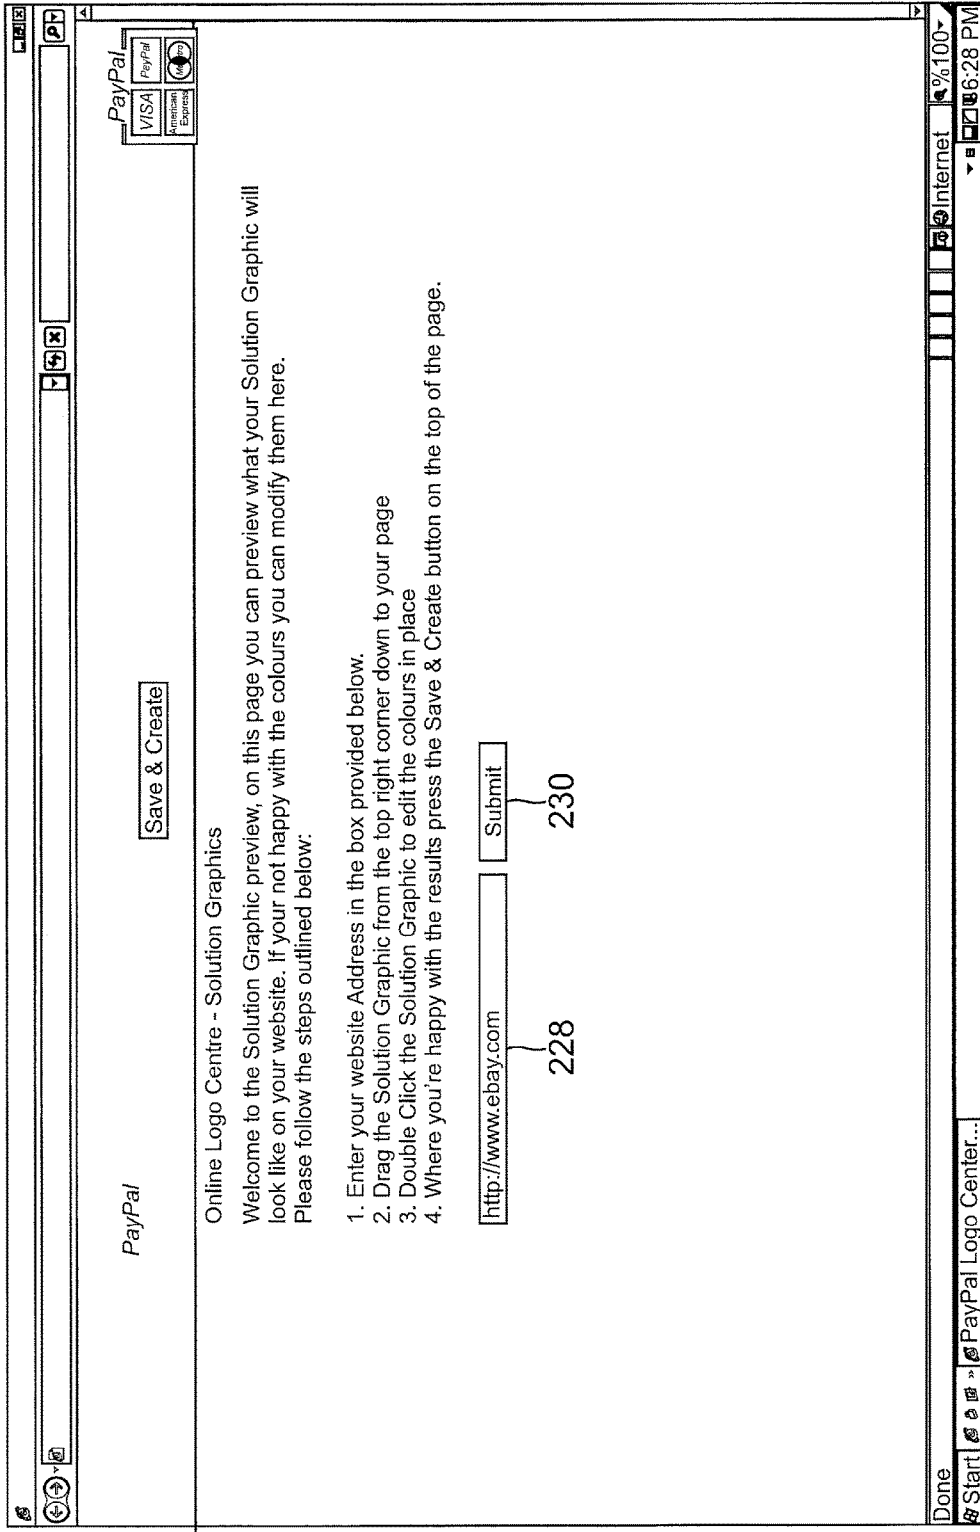 PayPal
Save & Create
PayPal
VISA
PayPal
American
Express
Online Logo Centre - Solution Graphics
Welcome to the Solution Graphic preview, on this page you can preview what your Solution Graphic will
look like on your website. If your not happy with the colours you can modify them here.
Please follow the steps outlined below:
1. Enter your website Address in the box provided below.
2. Drag the Solution Graphic from the top right corner down to your page
3. Double Click the Solution Graphic to edit the colours in place
4. Where you're happy with the results press the Save & Create button on the top of the page.
http://www.ebay.com
Submit
228
230
Done
Internet
%100
Start
»
PayPal Logo Center...
6:28 PM